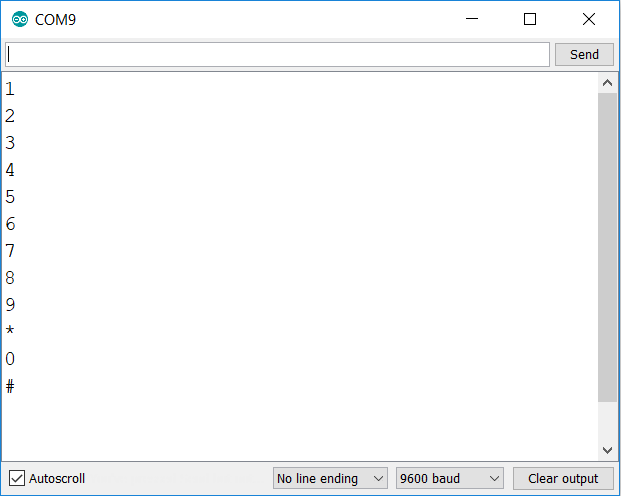 COM9
Send
1
2
3
4
5
6
7
8
9
*
0
#
Autoscroll
No line ending
9600 baud
Clear output